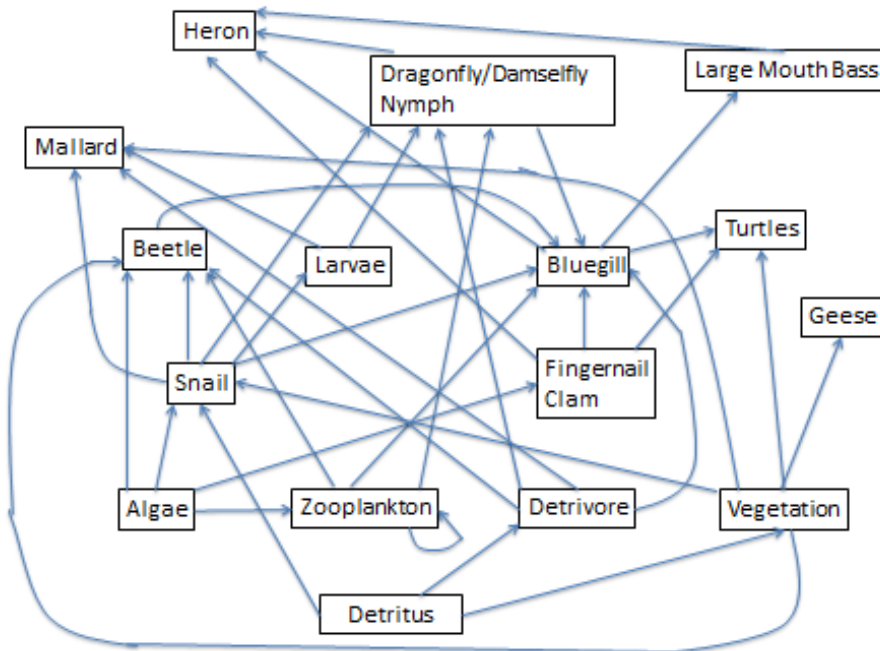 Heron
Dragonfly/Damselfly
Nymph
Large Mouth Bass
Mallard
Beetle
Larvae
Bluegill
Turtles
Geese
Snail
Fingernail
Clam
Algae
Zooplankton
Detrivore
Vegetation
Detritus